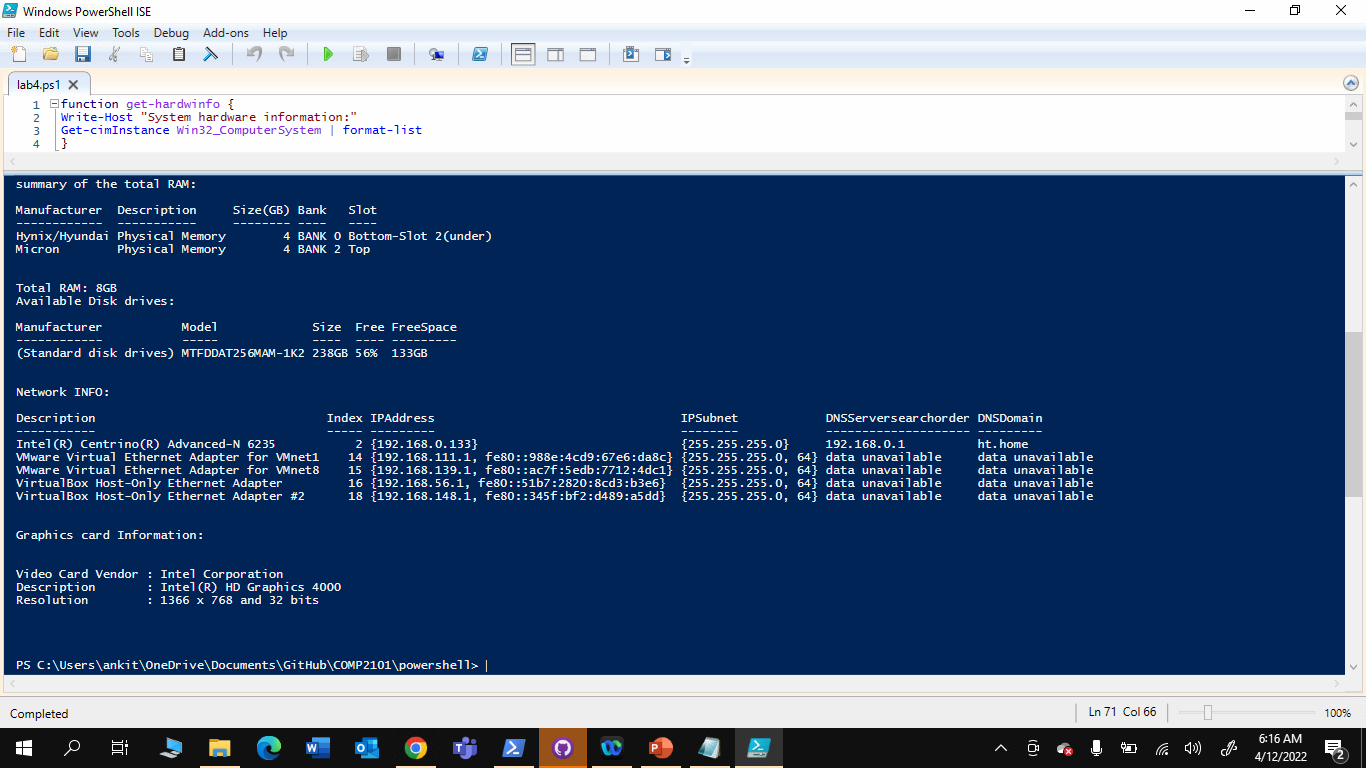 Windows PowerShell ISE
File Edit View Tools Debug Add-ons Help
lab4.ps1
1 function get-hardwinfo {
2 Write-Host "System hardware information:"
3 Get-cimInstance Win32_ComputerSystem | format-list
4 }
summary of the total RAM:
Manufacturer Description Size(GB) Bank Slot
------------ ----------- -------- ---- ----
Hynix/Hyundai Physical Memory 4 BANK 0 Bottom-Slot 2(under)
Micron Physical Memory 4 BANK 2 Top
Total RAM: 8GB
Available Disk drives:
Manufacturer Model Size Free FreeSpace
------------ ----- ---- ---- ---------
(Standard disk drives) MTFDDAT256MAM-1K2 238GB 56% 133GB
Network INFO:
Description Index IPAddress IPSubnet DNSServersearchorder DNSDomain
----------- ----- --------- -------- -------------------- ---------
Intel(R) Centrino(R) Advanced-N 6235 2 {192.168.0.133} {255.255.255.0} 192.168.0.1 ht.home
VMware Virtual Ethernet Adapter for VMnet1 14 {192.168.111.1, fe80::988e:4cd9:67e6:da8c} {255.255.255.0, 64} data unavailable data unavailable
VMware Virtual Ethernet Adapter for VMnet8 15 {192.168.139.1, fe80::ac7f:5edb:7712:4dc1} {255.255.255.0, 64} data unavailable data unavailable
VirtualBox Host-Only Ethernet Adapter 16 {192.168.56.1, fe80::51b7:2820:8cd3:b3e6} {255.255.255.0, 64} data unavailable data unavailable
VirtualBox Host-Only Ethernet Adapter #2 18 {192.168.148.1, fe80::345f:bf2:d489:a5dd} {255.255.255.0, 64} data unavailable data unavailable
Graphics card Information:
Video Card Vendor : Intel Corporation
Description : Intel(R) HD Graphics 4000
Resolution : 1366 x 768 and 32 bits
PS C:\Users\ankit\OneDrive\Documents\GitHub\COMP2101\powershell>
Completed Ln 71 Col 66 100%
6:16 AM
4/12/2022
2